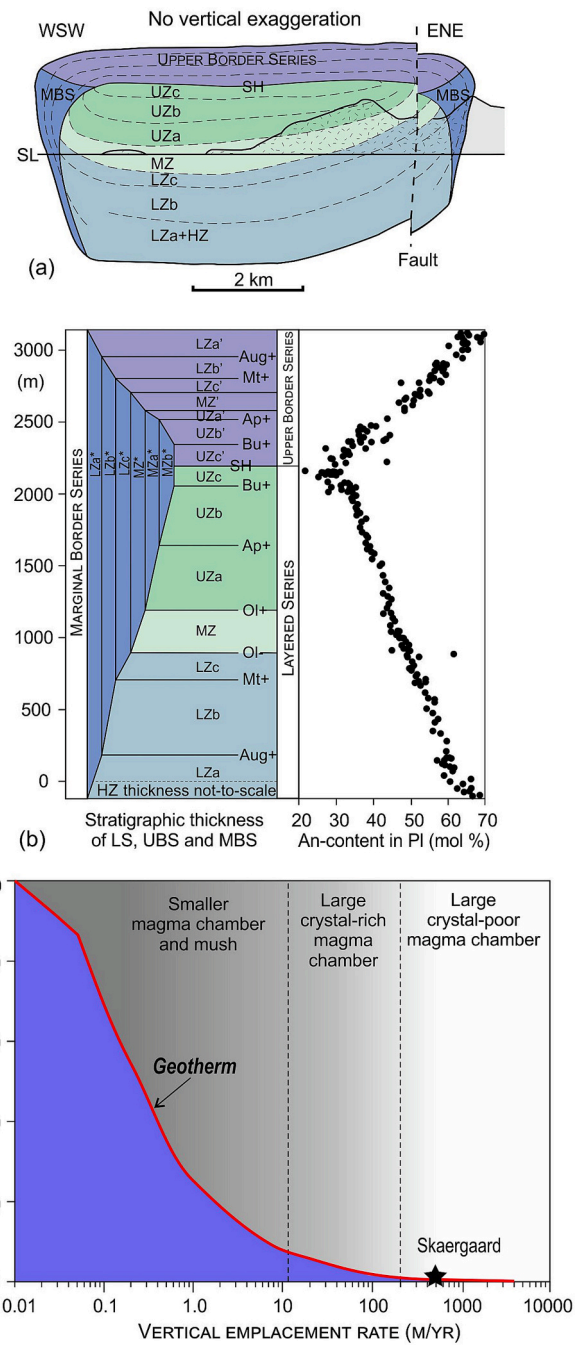 No vertical exaggeration
WSW
ENE
UPPER BORDER SERIES
SH
MBS
UZc
MBS
UZb
UZa
SL
MZ
LZc
LZb
LZa+HZ
(a)
Fault
2 km
3000
(m)
2500
2000
1500
1000
500
0
MARGINAL BORDER SERIES
LZa*
LZb*
LZc*
MZ*
MZa*
MZb*
LZa'
Aug+
LZb'
Mt+
LZc'
MZ'
UZa'
Ap+
UZb'
Bu+
UZc'
SH
UZc
Bu+
UZb
Ap+
UZa
Ol+
MZ
Ol-
LZc
Mt+
LZb
Aug+
LZa
HZ thickness not-to-scale
UPPER BORDER SERIES
LAYERED SERIES
20 30 40 50 60 70
(b)
Stratigraphic thickness
of LS, UBS and MBS
An-content in Pl (mol %)
Smaller
magma chamber
and mush
Large
crystal-rich
magma
chamber
Large
crystal-poor
magma chamber
Geotherm
Skaergaard
0.01 0.1 1.0 10 100 1000 10000
VERTICAL EMPLACEMENT RATE (M/YR)